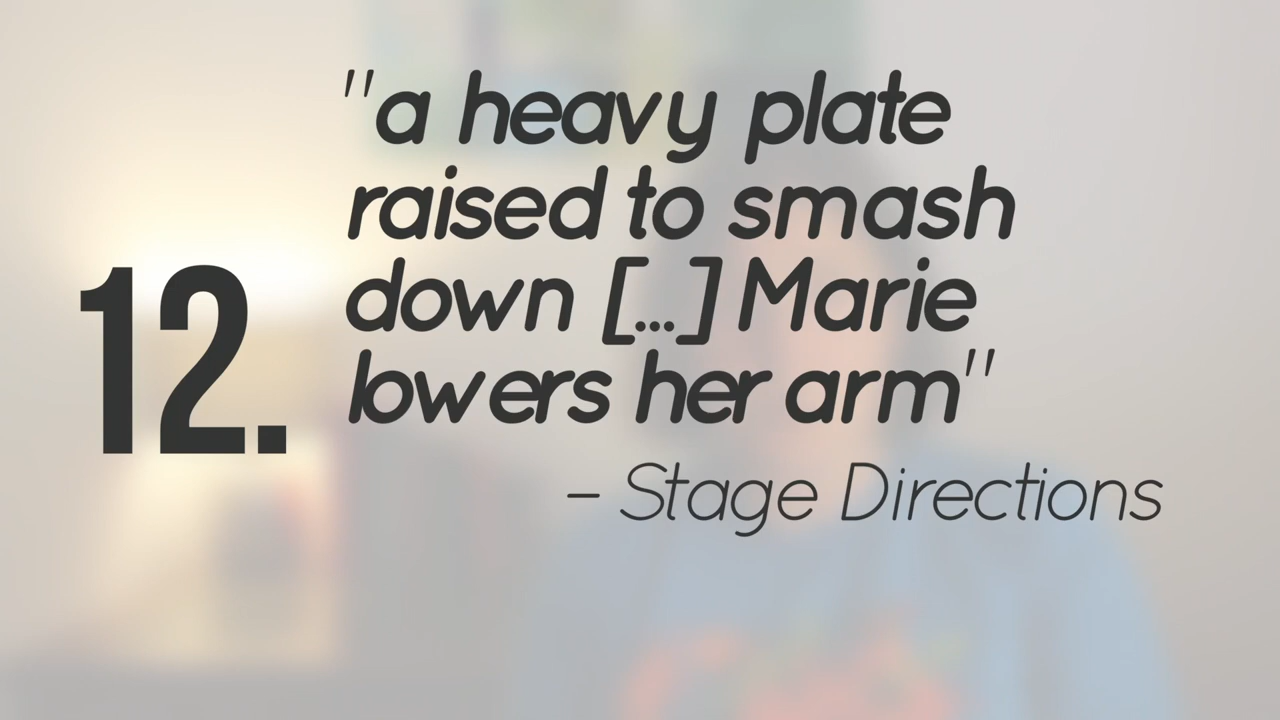 12.
"a heavy plate
raised to smash
down [...] Marie
lowers her arm"
– Stage Directions